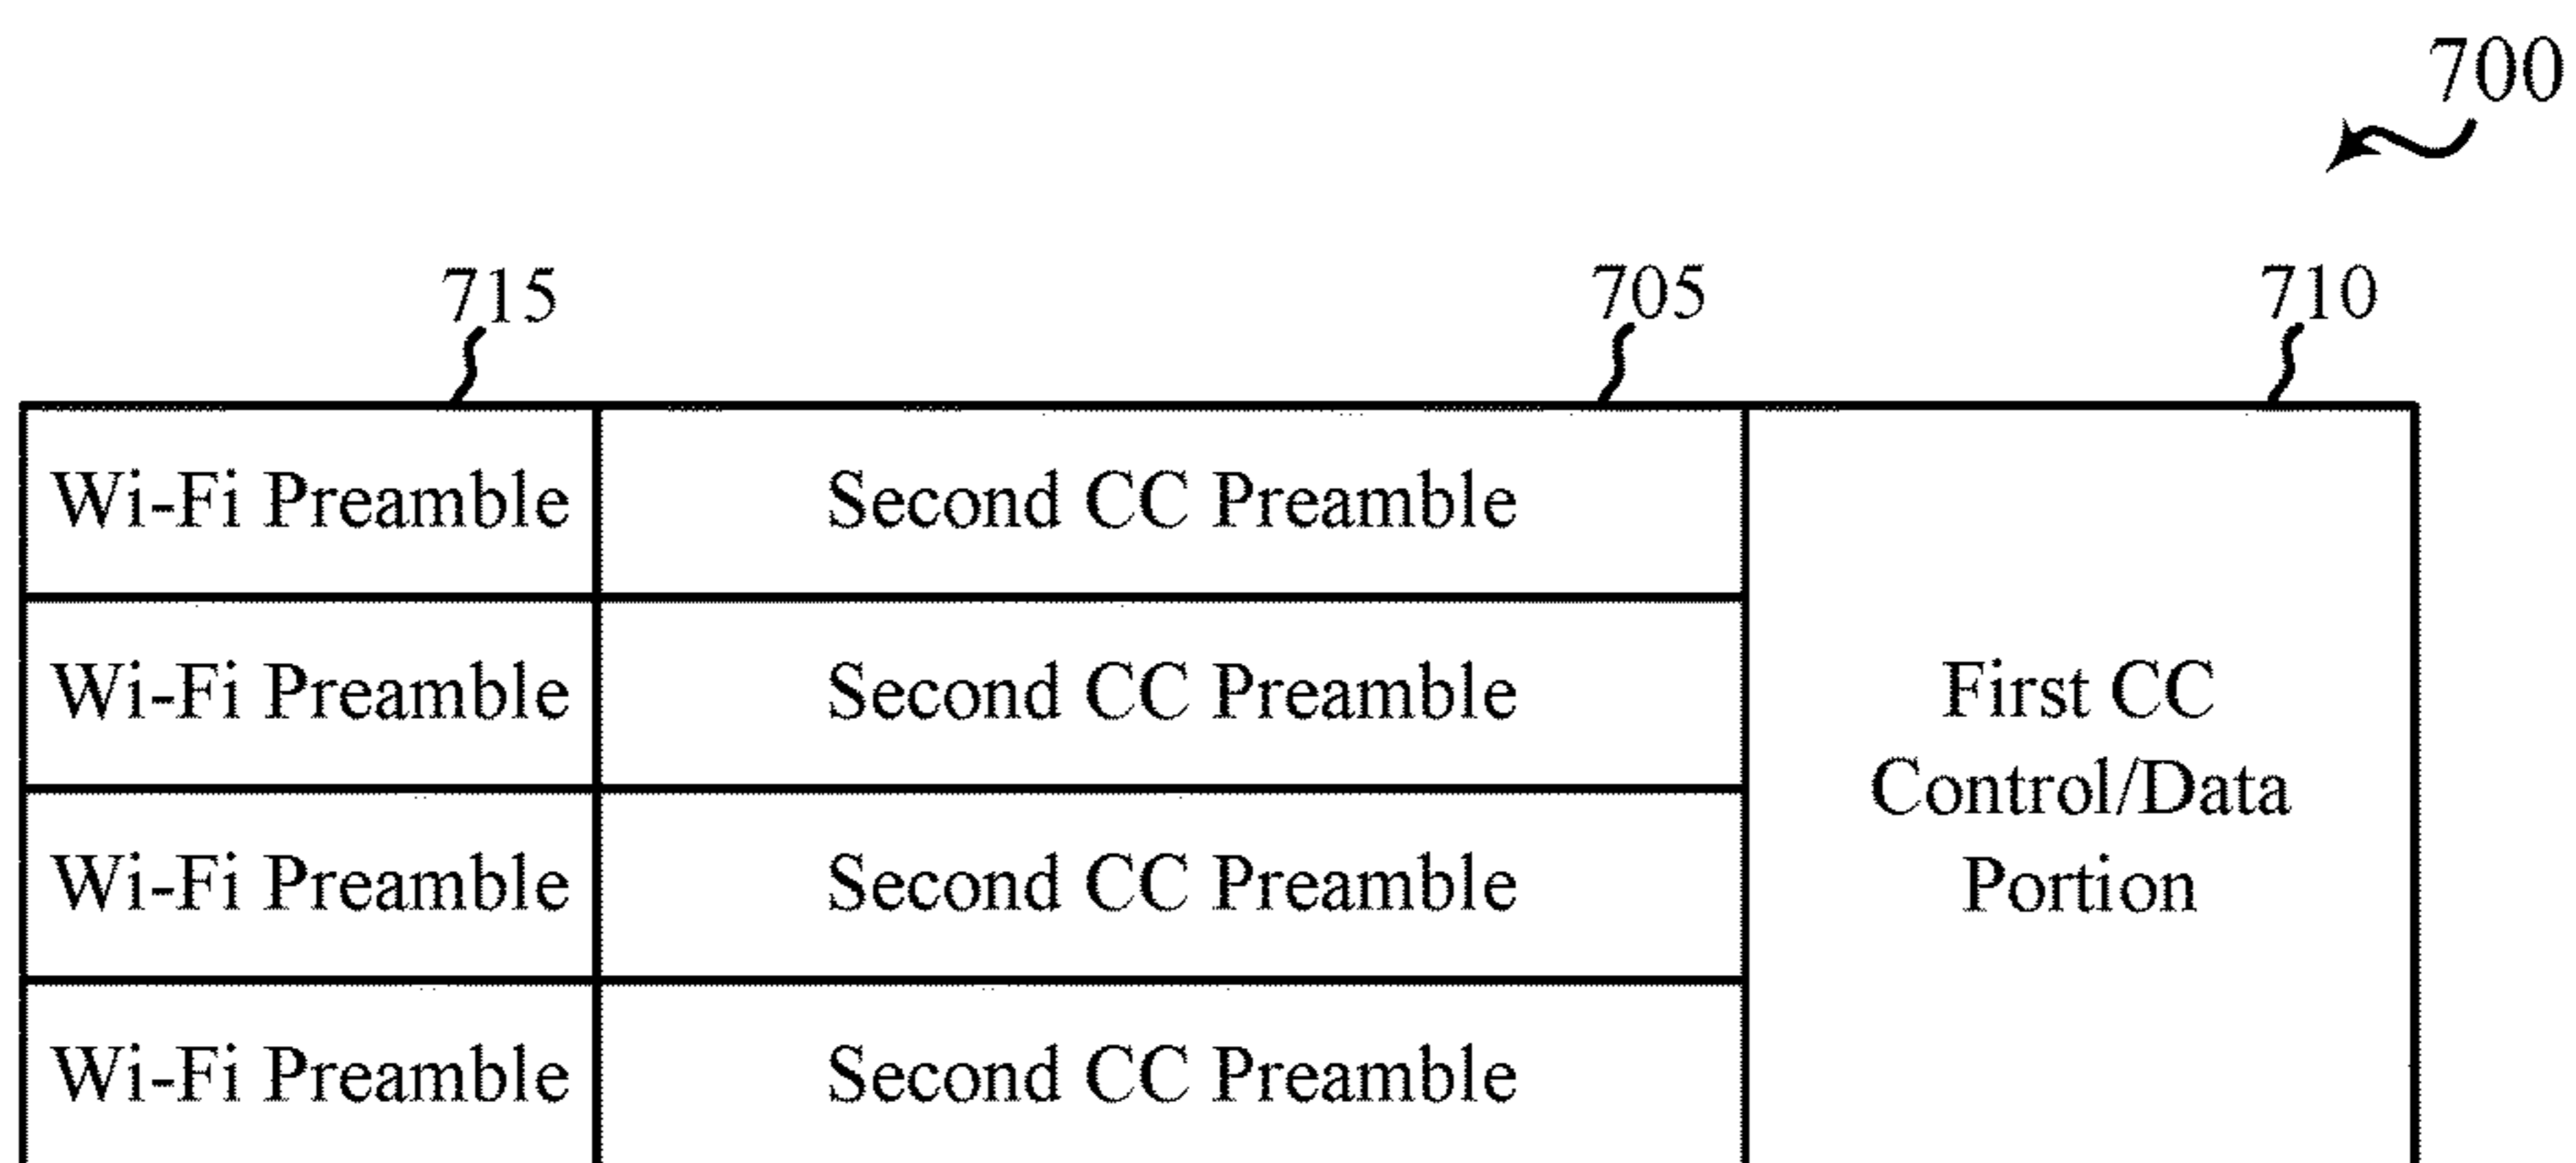 700
715 705 710
Wi-Fi Preamble Second CC Preamble
Wi-Fi Preamble Second CC Preamble
Wi-Fi Preamble Second CC Preamble
Wi-Fi Preamble Second CC Preamble
First CC
Control/Data
Portion